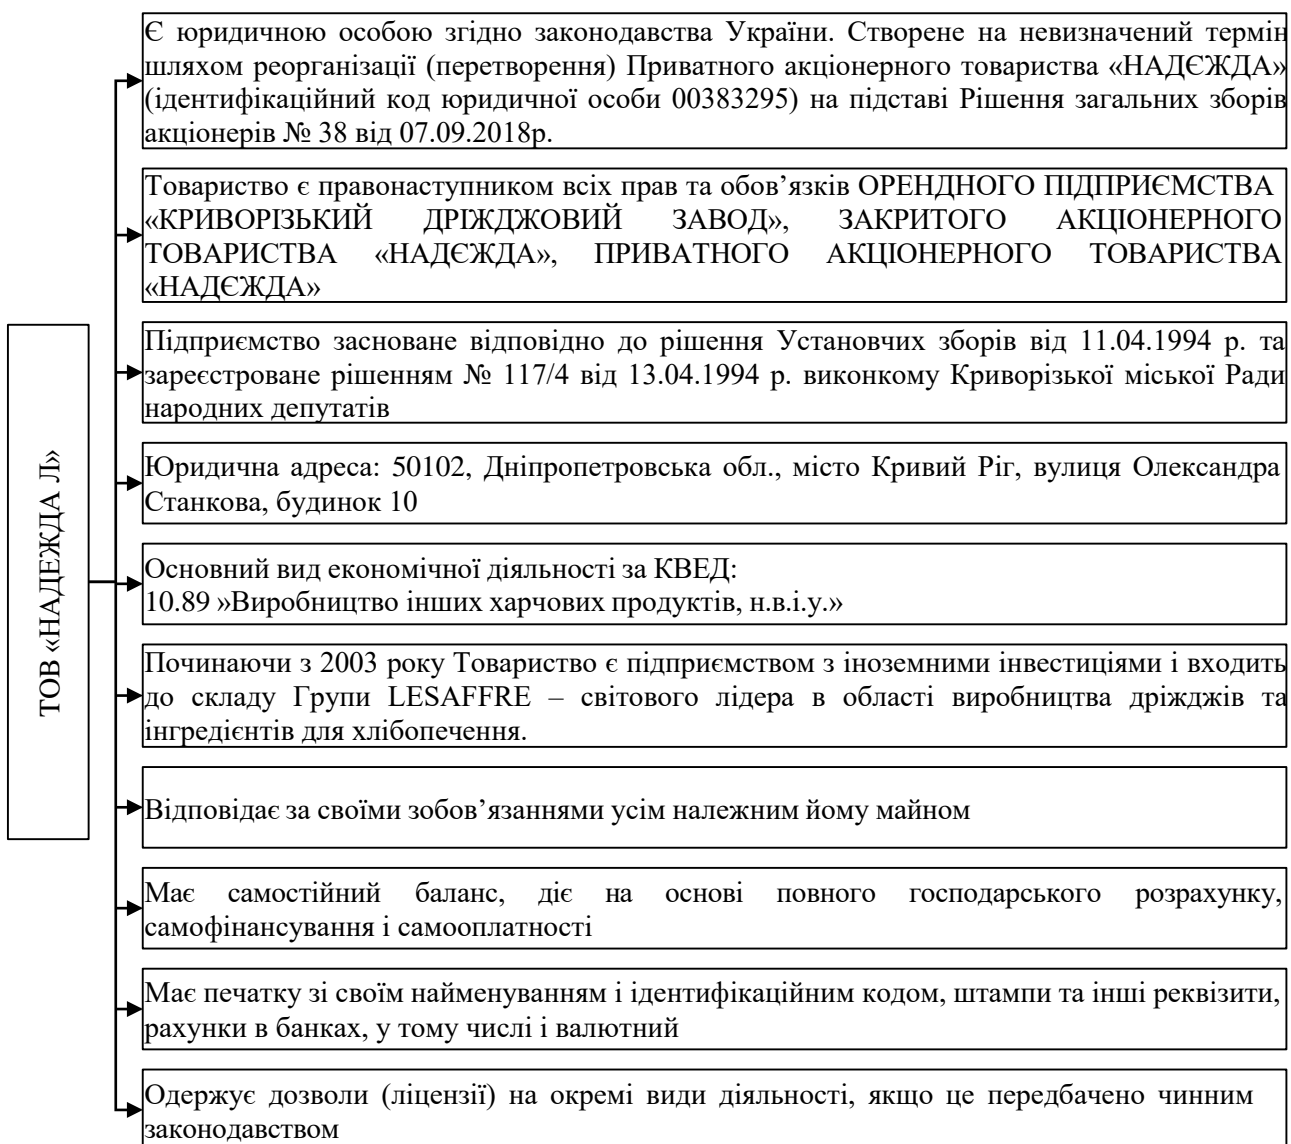 Є юридичною особою згідно законодавства України. Створене на невизначений термін
шляхом реорганізації (перетворення) Приватного акціонерного товариства «НАДЄЖДА»
(ідентифікаційний код юридичної особи 00383295) на підставі Рішення загальних зборів
акціонерів № 38 від 07.09.2018р.
Товариство є правонаступником всіх прав та обов’язків ОРЕНДНОГО ПІДПРИЄМСТВА
«КРИВОРІЗЬКИЙ ДРІЖДЖОВИЙ ЗАВОД», ЗАКРИТОГО АКЦІОНЕРНОГО
ТОВАРИСТВА «НАДЄЖДА», ПРИВАТНОГО АКЦІОНЕРНОГО ТОВАРИСТВА
«НАДЄЖДА»
Підприємство засноване відповідно до рішення Установчих зборів від 11.04.1994 р. та
зареєстроване рішенням № 117/4 від 13.04.1994 р. виконкому Криворізької міської Ради
народних депутатів
ТОВ «НАДЕЖДА Л»
Юридична адреса: 50102, Дніпропетровська обл., місто Кривий Ріг, вулиця Олександра
Станкова, будинок 10
Основний вид економічної діяльності за КВЕД:
10.89 »Виробництво інших харчових продуктів, н.в.і.у.»
Починаючи з 2003 року Товариство є підприємством з іноземними інвестиціями і входить
до складу Групи LESAFFRE – світового лідера в області виробництва дріжджів та
інгредієнтів для хлібопечення.
Відповідає за своїми зобов’язаннями усім належним йому майном
Має самостійний баланс, діє на основі повного господарського розрахунку,
самофінансування і самооплатності
Має печатку зі своїм найменуванням і ідентифікаційним кодом, штампи та інші реквізити,
рахунки в банках, у тому числі і валютний
Одержує дозволи (ліцензії) на окремі види діяльності, якщо це передбачено чинним
законодавством